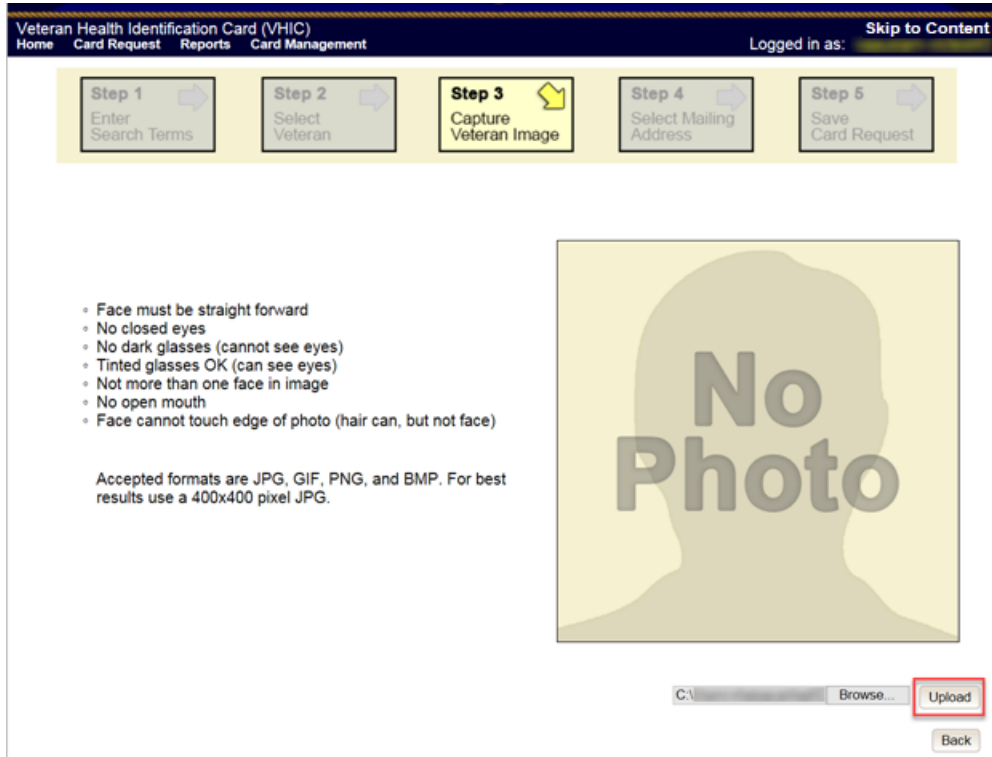 Veteran Health Identification Card (VHIC)
Skip to Content
Home Card Request Reports Card Management
Logged in as:
Step 1
Enter
Search Terms
Step 2
Select
Veteran
Step 3
Capture
Veteran Image
Step 4
Select Mailing
Address
Step 5
Save
Card Request
Face must be straight forward
No closed eyes
No dark glasses (cannot see eyes)
Tinted glasses OK (can see eyes)
Not more than one face in image
No open mouth
Face cannot touch edge of photo (hair can, but not face)
Accepted formats are JPG, GIF, PNG, and BMP. For best
results use a 400x400 pixel JPG.
No
Photo
C:\
Browse...
Upload
Back